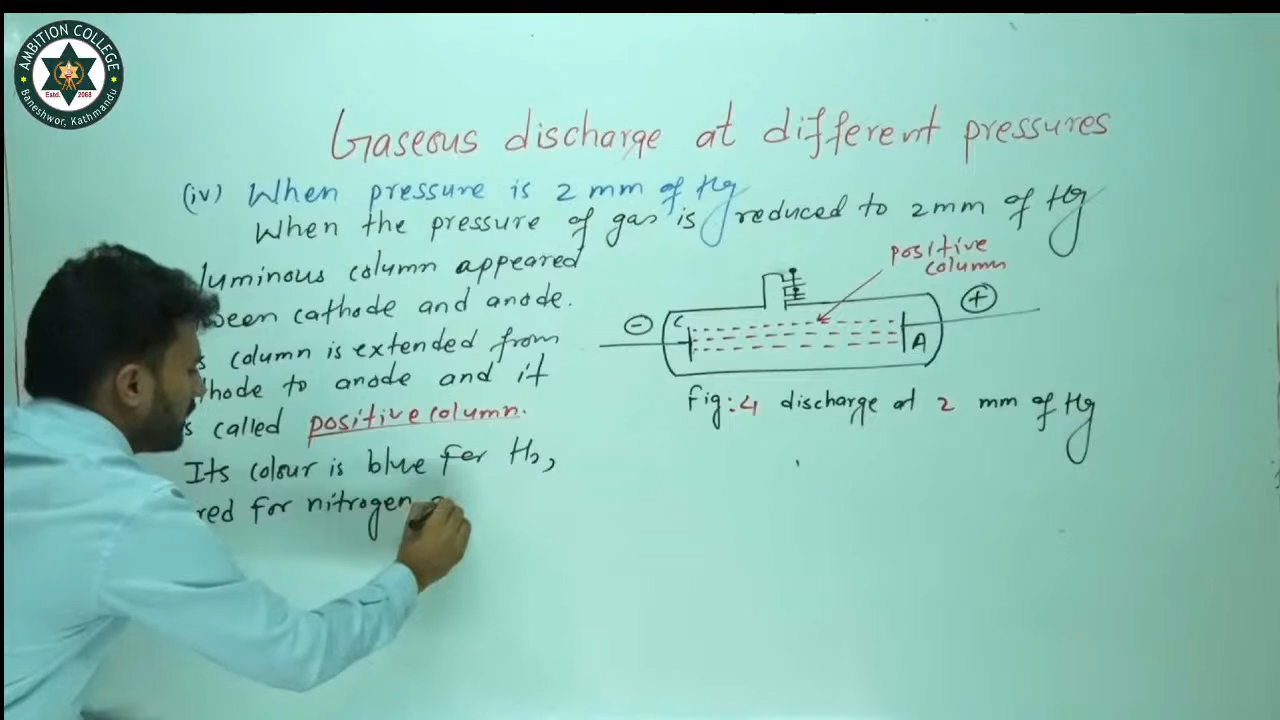 AMBITION COLLEGE
Estd. 2068
Baneshwor, Kathmandu
Gaseous discharge at different pressures
(iv) When pressure is 2 mm of Hg
When the pressure of gas is reduced to 2mm of Hg
luminous column appeared
ween cathode and anode.
s column is extended from
hode to anode and it
s called positive column.
Its colour is blue for H₂,
red for nitrogen
positive
column
⊖
C
A
⊕
Fig:4 discharge at 2 mm of Hg